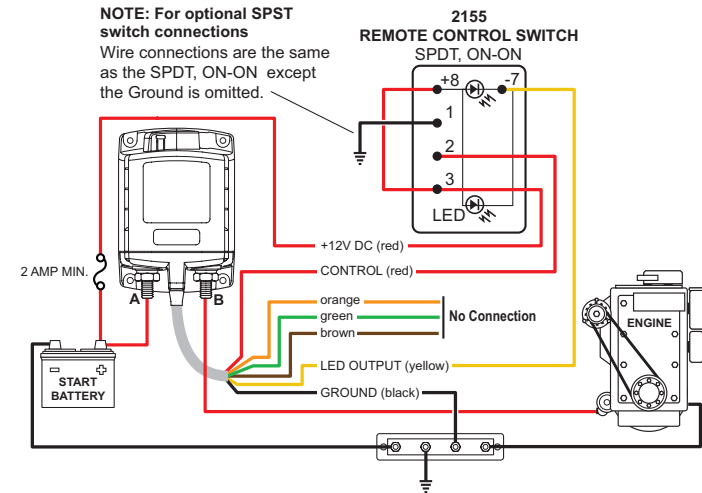 NOTE: For optional SPST
switch connections
Wire connections are the same
as the SPDT, ON-ON except
the Ground is omitted.
2155
REMOTE CONTROL SWITCH
SPDT, ON-ON
+8
-7
1
2
3
LED
2 AMP MIN.
A
B
+12V DC (red)
CONTROL (red)
orange
green
brown
No Connection
LED OUTPUT (yellow)
GROUND (black)
ENGINE
- +
START
BATTERY